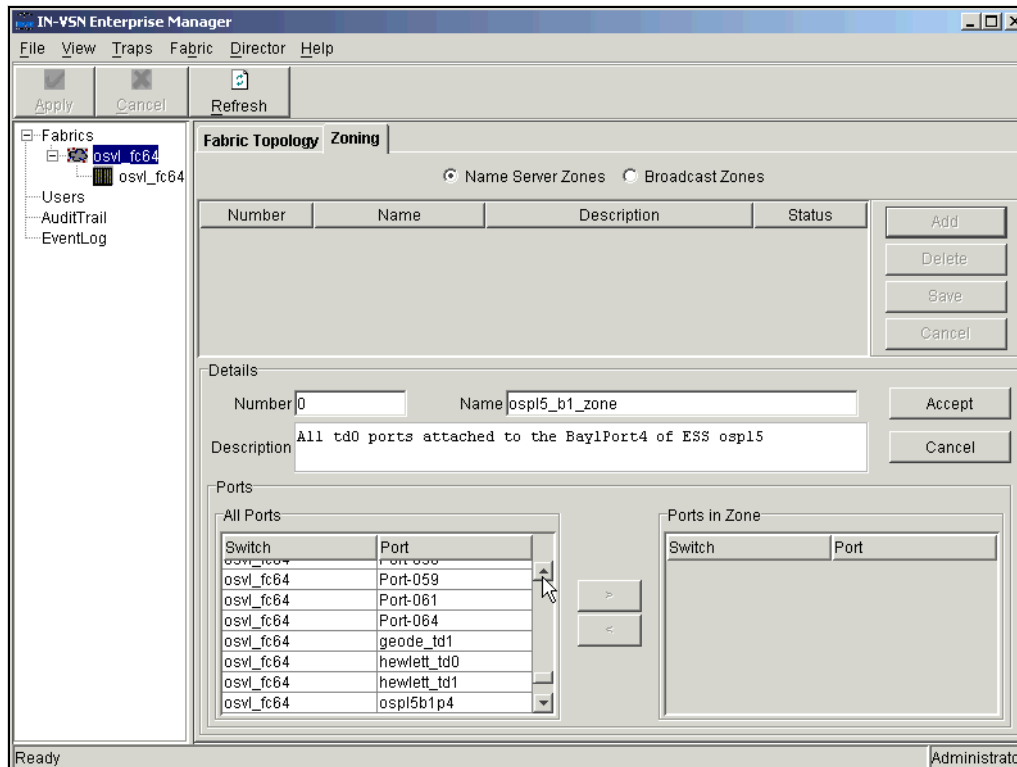 IN-VSN Enterprise Manager
File View Traps Fabric Director Help
Apply Cancel Refresh
Fabrics
osvl_fc64
osvl_fc64
Users
AuditTrail
EventLog
Fabric Topology Zoning
Name Server Zones Broadcast Zones
Number Name Description Status
Add
Delete
Save
Cancel
Details
Number 0 Name ospl5_b1_zone Accept
Description All td0 ports attached to the Bay1Port4 of ESS ospl5 Cancel
Ports
All Ports
Switch Port
osvl_fc64 Port-059
osvl_fc64 Port-061
osvl_fc64 Port-064
osvl_fc64 geode_td1
osvl_fc64 hewlett_td0
osvl_fc64 hewlett_td1
osvl_fc64 ospl5b1p4
>
<
Ports in Zone
Switch Port
Ready Administrato